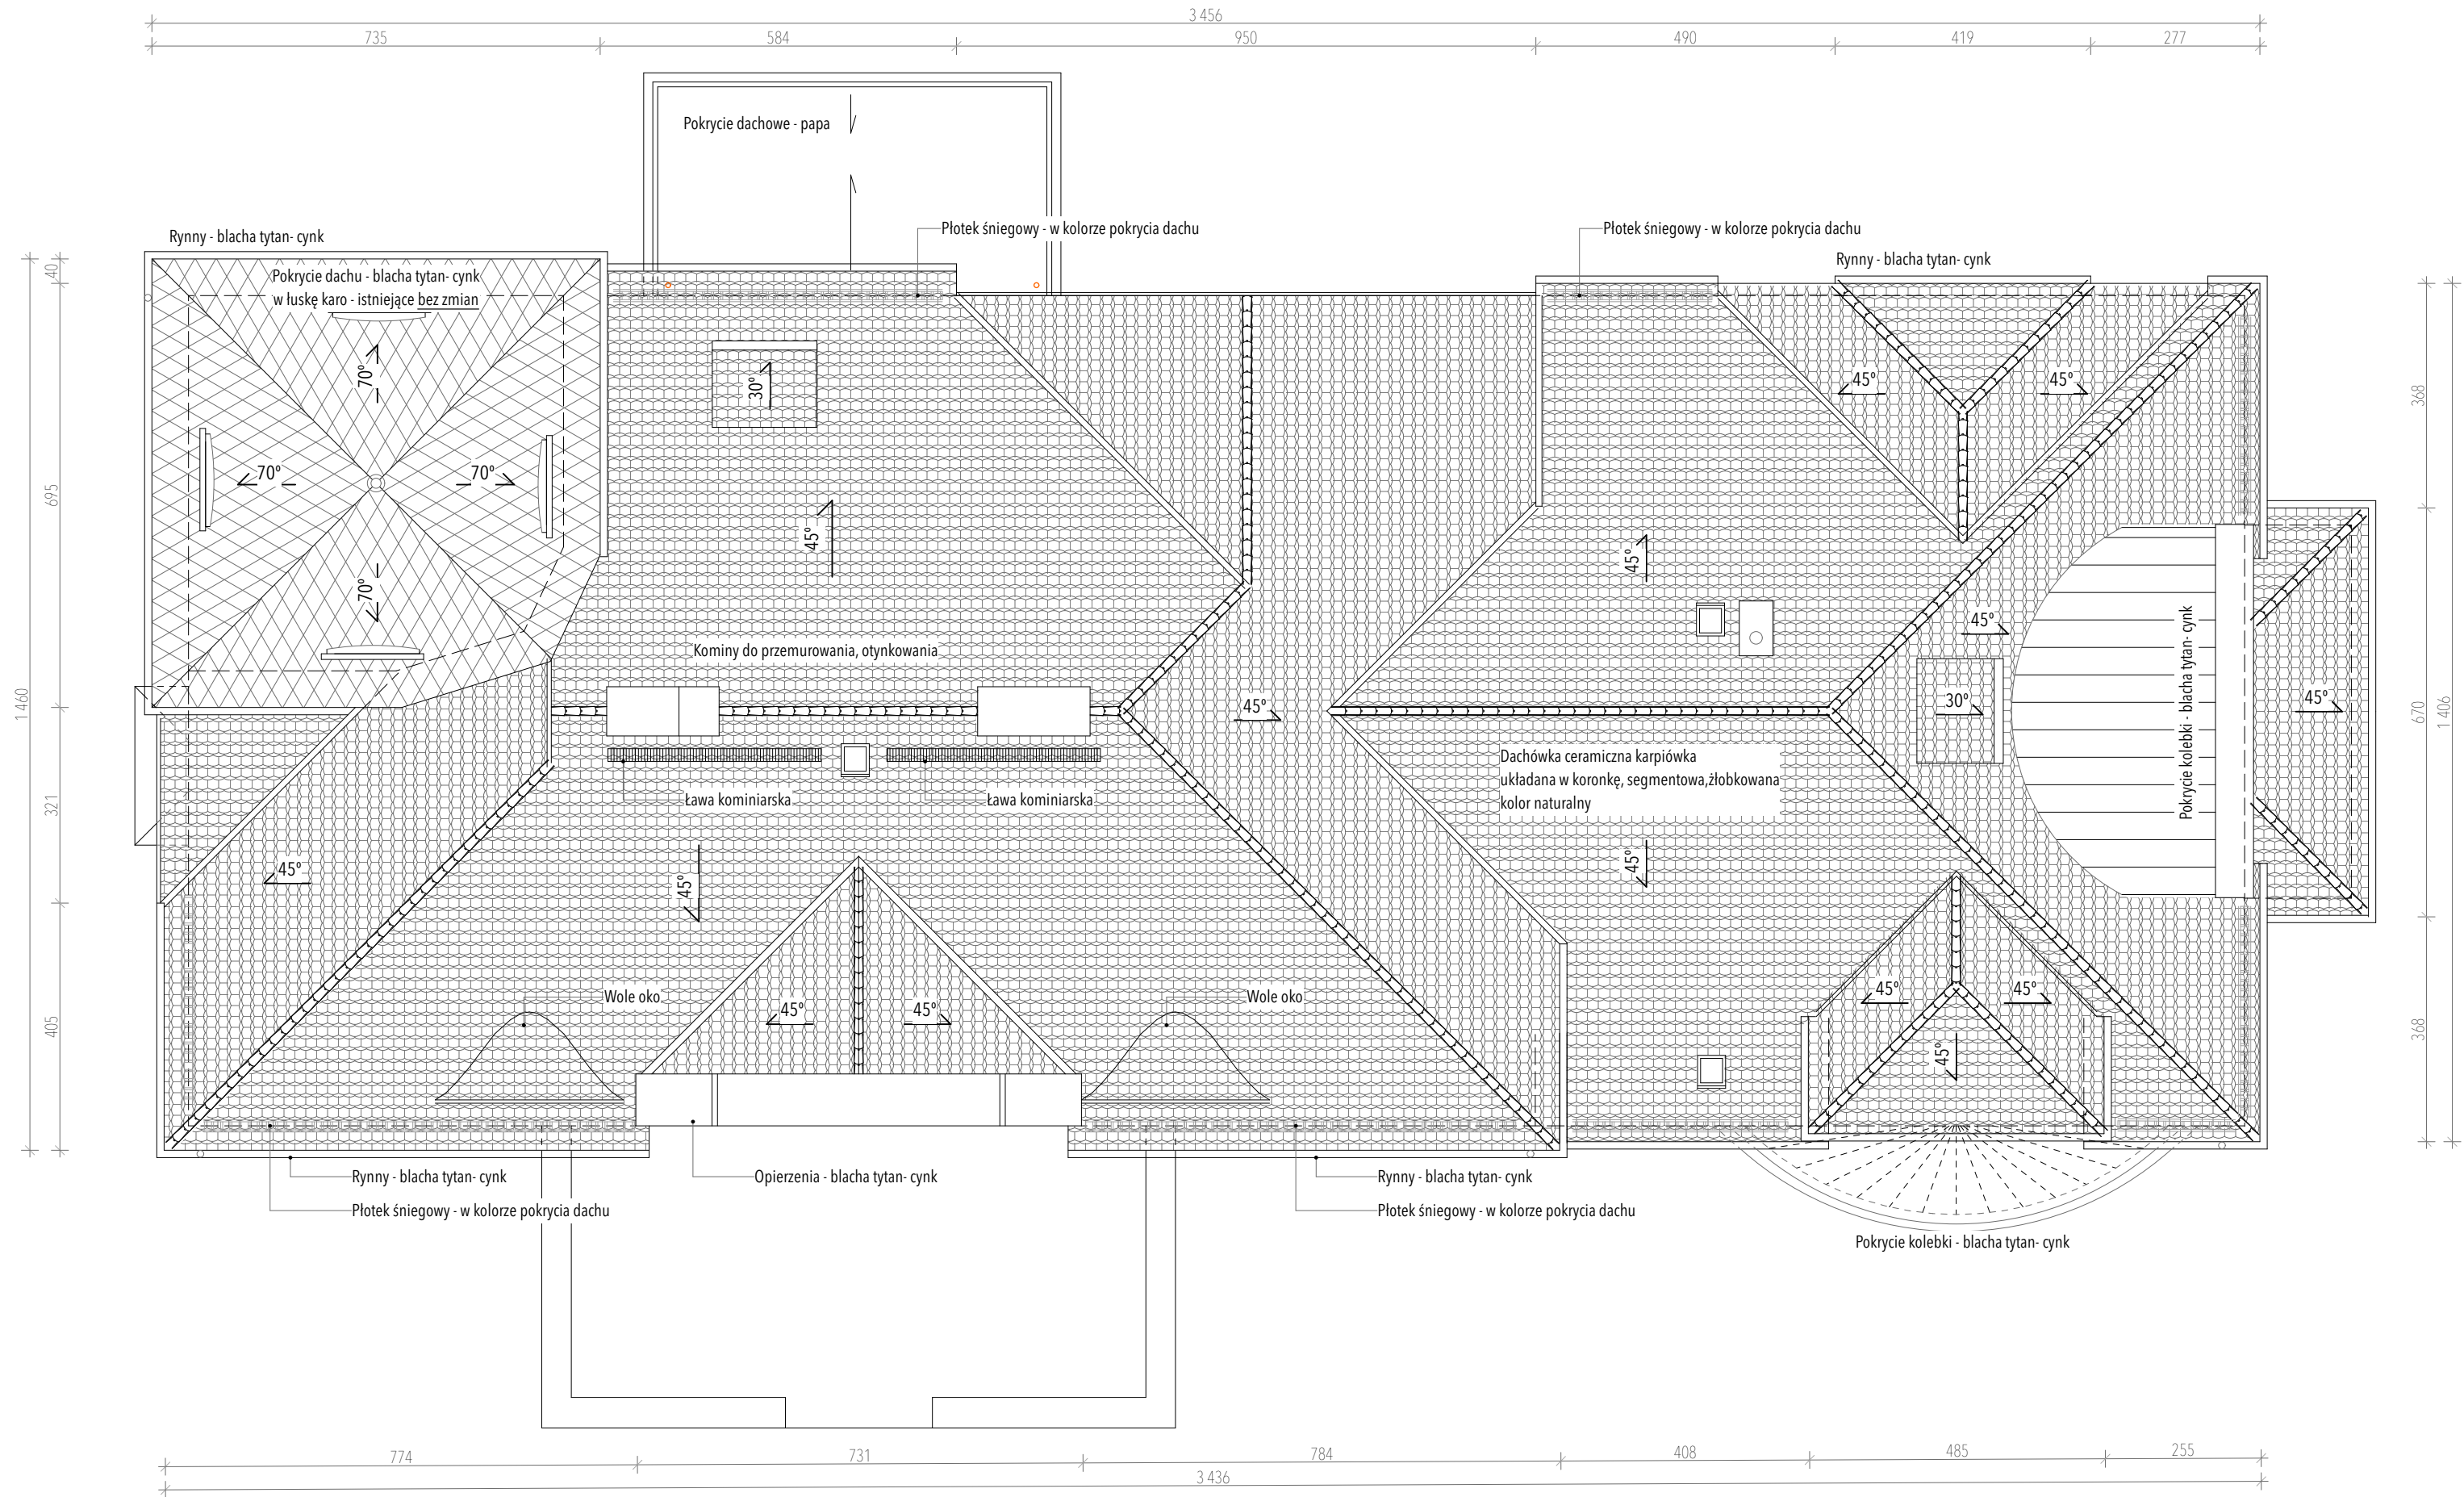 3 456
735
584
950
490
419
277
Pokrycie dachowe - papa
Rynny - blacha tytan- cynk
Płotek śniegowy - w kolorze pokrycia dachu
Płotek śniegowy - w kolorze pokrycia dachu
Rynny - blacha tytan- cynk
Pokrycie dachu - blacha tytan- cynk
w łuskę karo - istniejące bez zmian
40
695
321
405
1 460
70°
70°
70°
70°
30°
45°
45°
45°
45°
368
670
368
1 406
45°
30°
45°
45°
Pokrycie kolebki - blacha tytan- cynk
Kominy do przemurowania, otynkowania
Dachówka ceramiczna karpiówka
układana w koronkę, segmentowa,żłobkowana
kolor naturalny
Ława kominiarska
Ława kominiarska
45°
45°
45°
Wole oko
Wole oko
45°
45°
45°
45°
45°
Rynny - blacha tytan- cynk
Opierzenia - blacha tytan- cynk
Rynny - blacha tytan- cynk
Płotek śniegowy - w kolorze pokrycia dachu
Płotek śniegowy - w kolorze pokrycia dachu
Pokrycie kolebki - blacha tytan- cynk
774
731
784
408
485
255
3 436